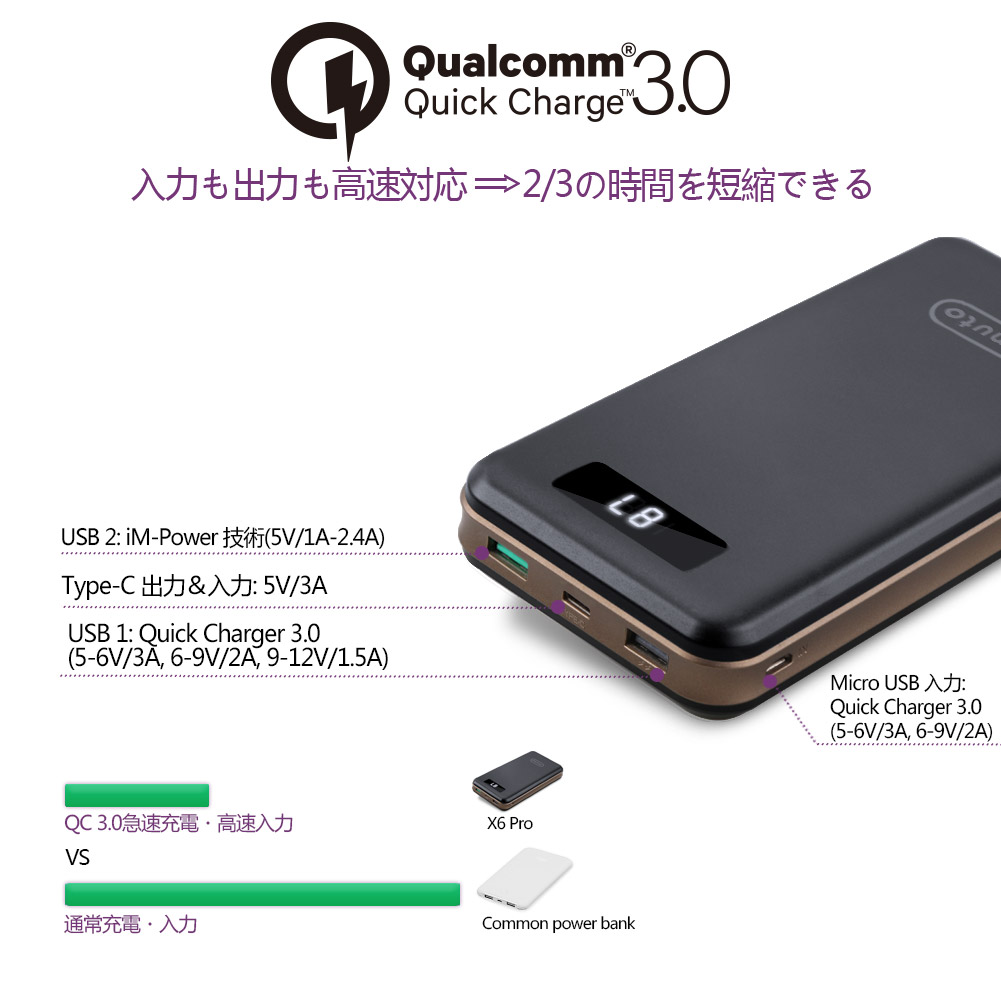 Qualcomm®
Quick Charge™ 3.0
入力も出力も高速対応⇒2/3の時間を短縮できる
USB 2: iM-Power 技術(5V/1A-2.4A)
Type-C 出力＆入力: 5V/3A
USB 1: Quick Charger 3.0
(5-6V/3A, 6-9V/2A, 9-12V/1.5A)
Micro USB 入力:
Quick Charger 3.0
(5-6V/3A, 6-9V/2A)
QC 3.0急速充電・高速入力
X6 Pro
VS
通常充電・入力
Common power bank